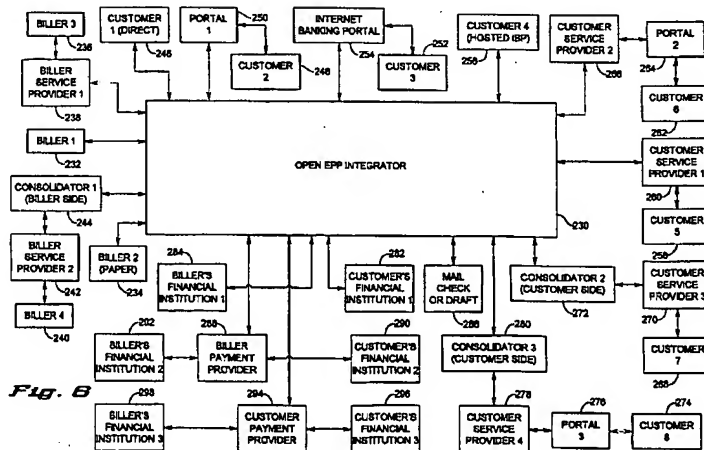 BILLER 3
236
CUSTOMER
1 (DIRECT)
246
PORTAL
1
250
CUSTOMER
2
248
INTERNET
BANKING PORTAL
254
252
CUSTOMER
3
CUSTOMER 4
(HOSTED IBP)
256
CUSTOMER
SERVICE
PROVIDER 2
266
PORTAL
2
264
CUSTOMER
6
262
BILLER
SERVICE
PROVIDER 1
238
BILLER 1
232
OPEN EPP INTEGRATOR
230
CUSTOMER
SERVICE
PROVIDER 1
260
CUSTOMER
5
258
CONSOLIDATOR 1
(BILLER SIDE)
244
BILLER
SERVICE
PROVIDER 2
242
BILLER 4
240
BILLER 2
(PAPER)
234
284
BILLER'S
FINANCIAL
INSTITUTION 1
282
CUSTOMER'S
FINANCIAL
INSTITUTION 1
MAIL
CHECK
OR DRAFT
286
CONSOLIDATOR 2
(CUSTOMER SIDE)
272
CUSTOMER
SERVICE
PROVIDER 3
270
CUSTOMER
7
268
292
BILLER'S
FINANCIAL
INSTITUTION 2
288
BILLER
PAYMENT
PROVIDER
290
CUSTOMER'S
FINANCIAL
INSTITUTION 2
280
CONSOLIDATOR 3
(CUSTOMER SIDE)
Fig. 6
298
BILLER'S
FINANCIAL
INSTITUTION 3
294
CUSTOMER
PAYMENT
PROVIDER
296
CUSTOMER'S
FINANCIAL
INSTITUTION 3
278
CUSTOMER
SERVICE
PROVIDER 4
276
PORTAL
3
274
CUSTOMER
8